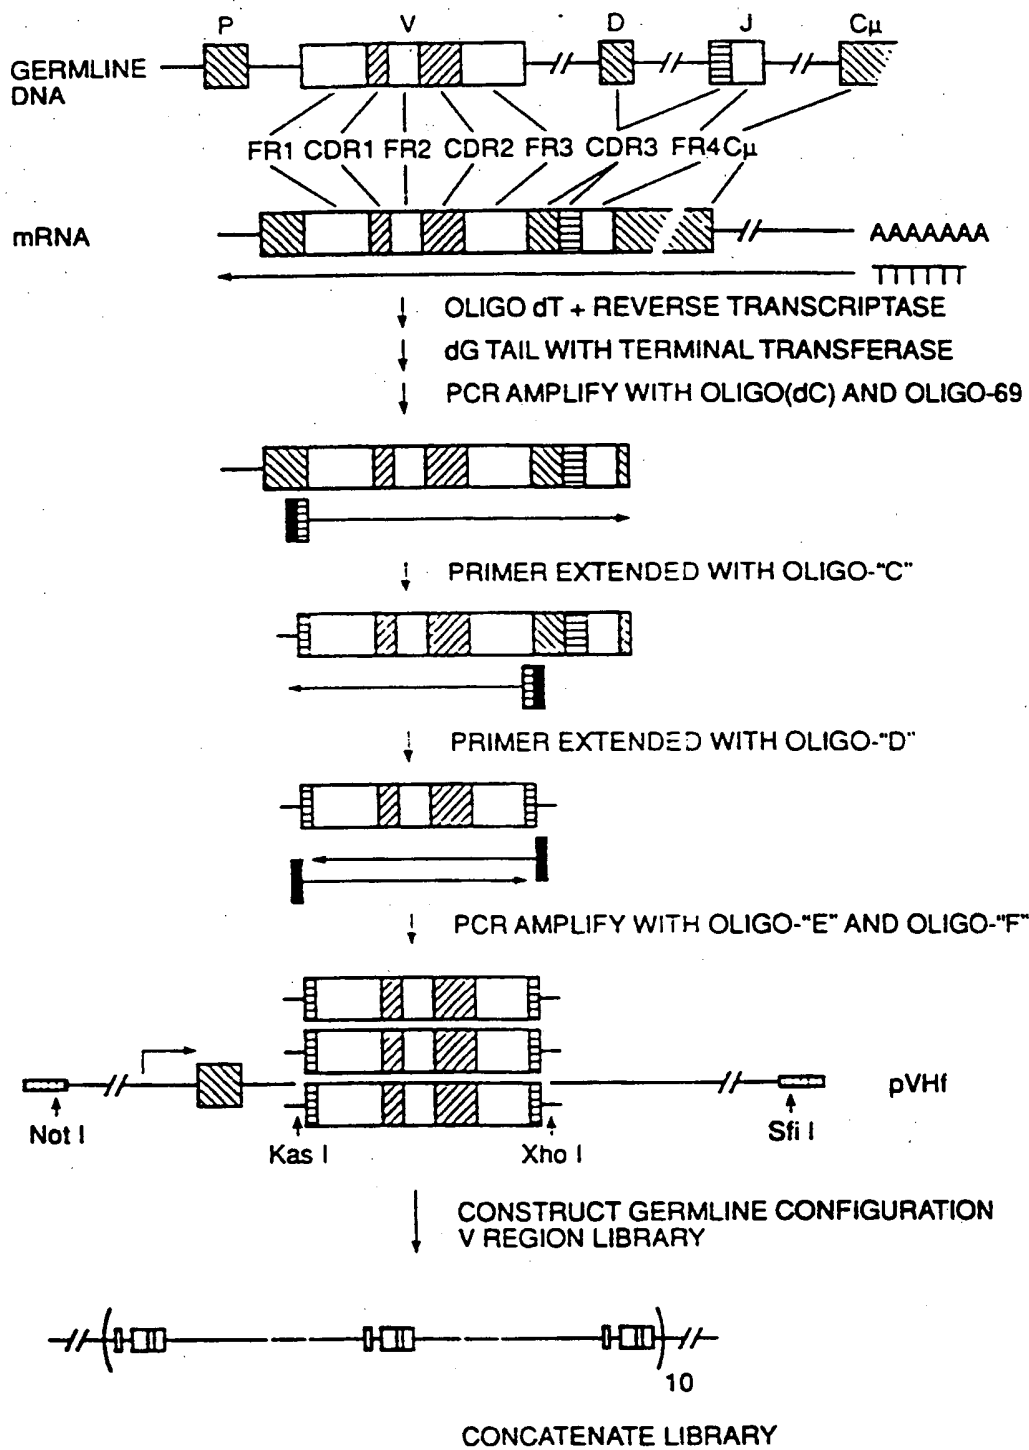 P V D J Cμ
GERMLINE
DNA
FR1 CDR1 FR2 CDR2 FR3 CDR3 FR4 Cμ
mRNA
AAAAAAA
TTTTTT
OLIGO dT + REVERSE TRANSCRIPTASE
dG TAIL WITH TERMINAL TRANSFERASE
PCR AMPLIFY WITH OLIGO(dC) AND OLIGO-69
PRIMER EXTENDED WITH OLIGO-"C"
PRIMER EXTENDED WITH OLIGO-"D"
PCR AMPLIFY WITH OLIGO-"E" AND OLIGO-"F"
pVHf
Not I
Kas I
Xho I
Sfi I
CONSTRUCT GERMLINE CONFIGURATION
V REGION LIBRARY
10
CONCATENATE LIBRARY